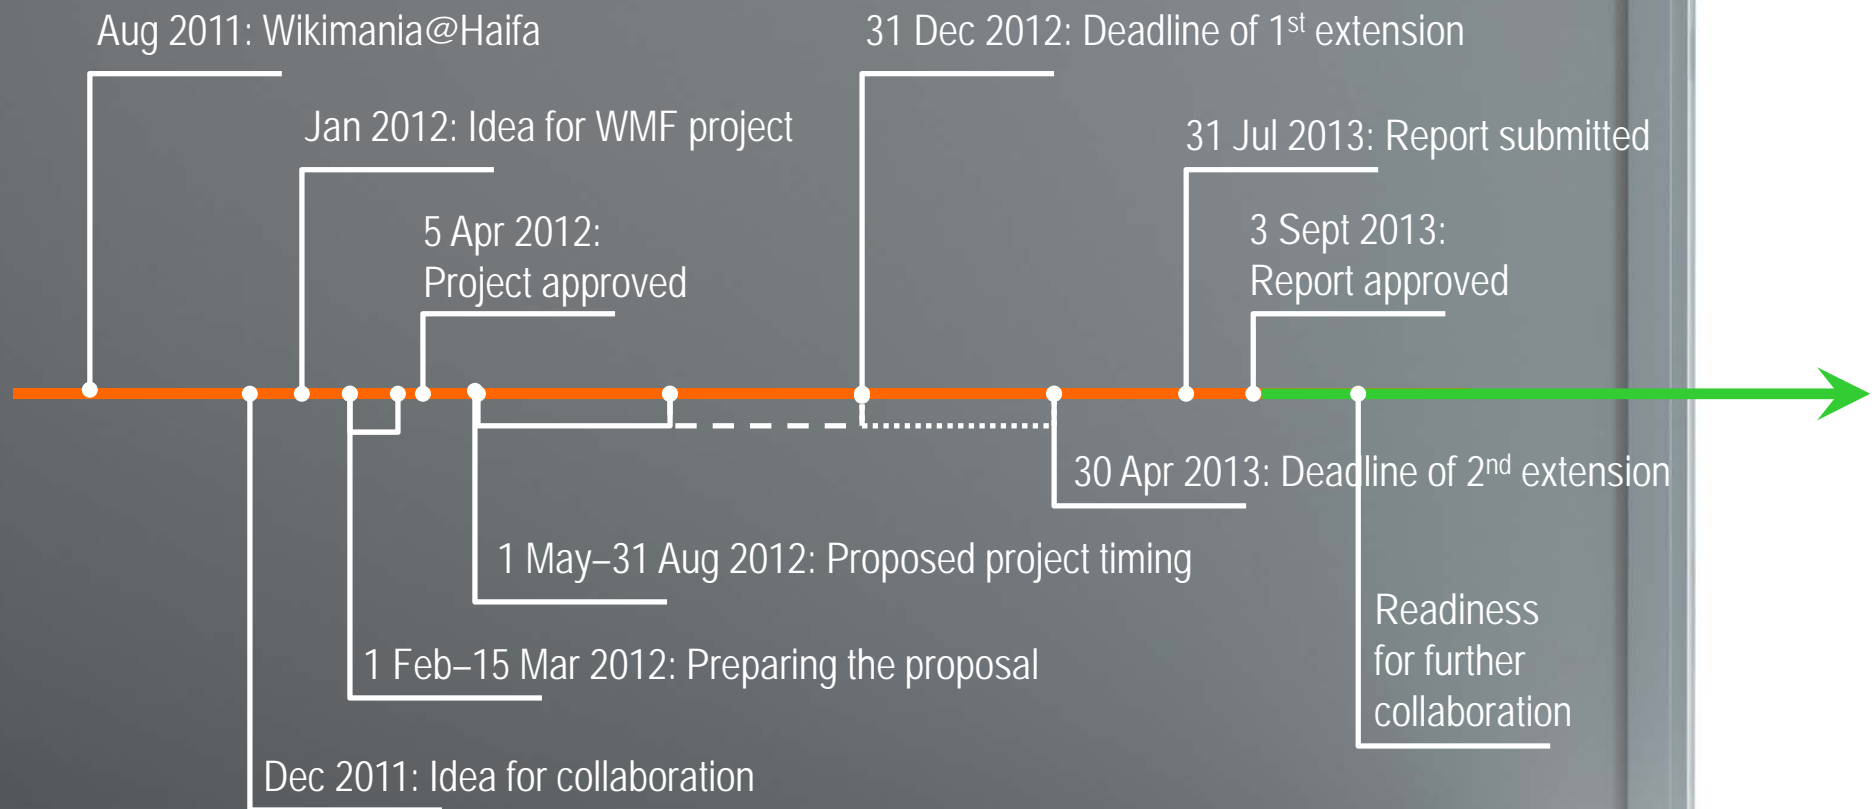 Aug 2011: Wikimania@Haifa
31 Dec 2012: Deadline of 1st extension
Jan 2012: Idea for WMF project
31 Jul 2013: Report submitted
5 Apr 2012:
Project approved
3 Sept 2013:
Report approved
30 Apr 2013: Deadline of 2nd extension
1 May–31 Aug 2012: Proposed project timing
Readiness
for further
collaboration
1 Feb–15 Mar 2012: Preparing the proposal
Dec 2011: Idea for collaboration